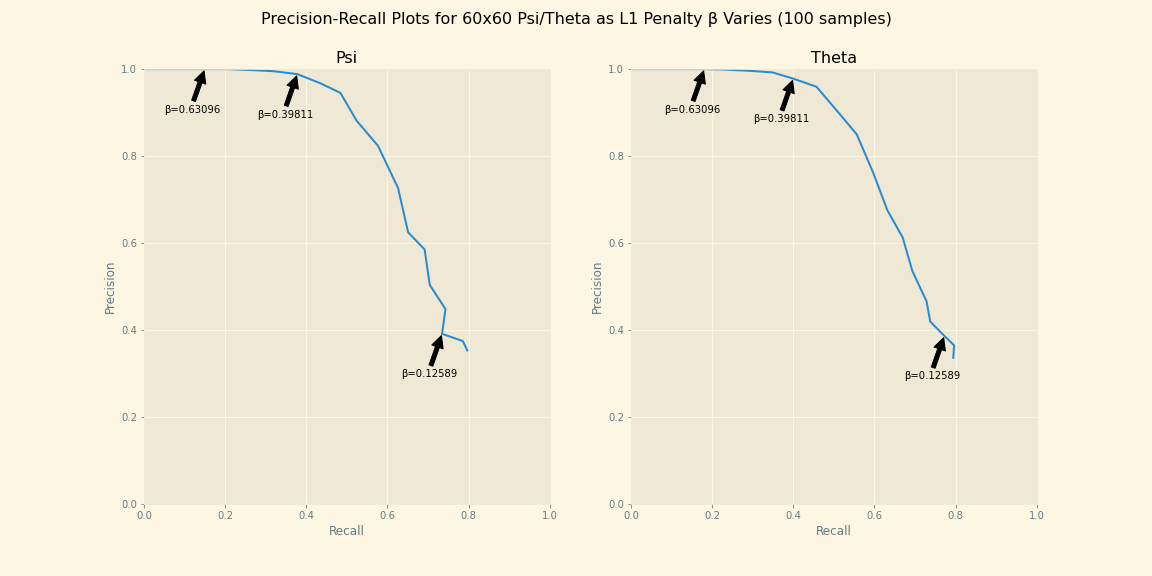 Precision-Recall Plots for 60x60 Psi/Theta as L1 Penalty β Varies (100 samples)
Psi
1.0
0.8
0.6
0.4
0.2
0.0
Precision
β=0.63096
β=0.39811
β=0.12589
0.0 0.2 0.4 0.6 0.8 1.0
Recall
Theta
1.0
0.8
0.6
0.4
0.2
0.0
Precision
β=0.63096
β=0.39811
β=0.12589
0.0 0.2 0.4 0.6 0.8 1.0
Recall